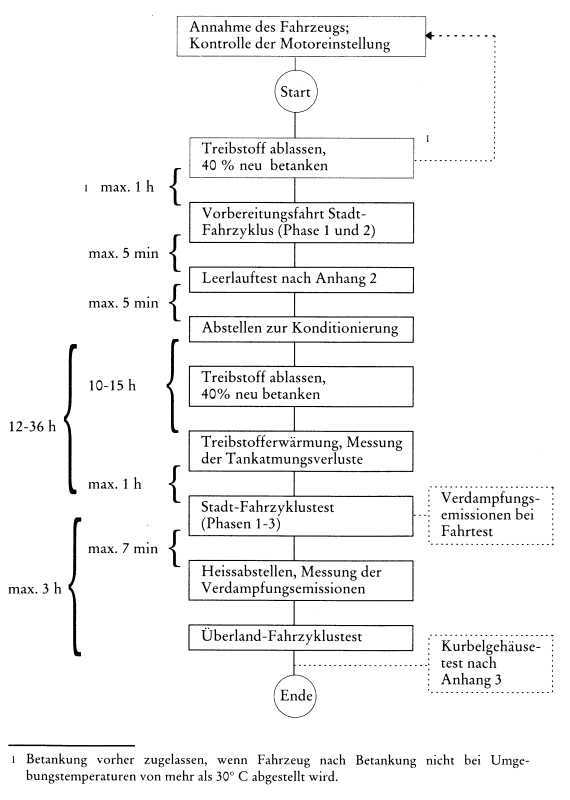 Annahme des Fahrzeugs;
Kontrolle der Motoreinstellung
Start
1
Treibstoff ablassen,
40 % neu betanken
1 max. 1 h
Vorbereitungsfahrt Stadt-
Fahrzyklus (Phase 1 und 2)
max. 5 min
Leerlauftest nach Anhang 2
max. 5 min
Abstellen zur Konditionierung
10-15 h
Treibstoff ablassen,
40% neu betanken
12-36 h
Treibstofferwärmung, Messung
der Tankatmungsverluste
max. 1 h
Stadt-Fahrzyklustest
(Phasen 1-3)
Verdampfungs-
emissionen bei
Fahrtest
max. 7 min
Heissabstellen, Messung der
Verdampfungsemissionen
max. 3 h
Überland-Fahrzyklustest
Kurbelgehäuse-
test nach
Anhang 3
Ende
1 Betankung vorher zugelassen, wenn Fahrzeug nach Betankung nicht bei Umge-
bungstemperaturen von mehr als 30° C abgestellt wird.